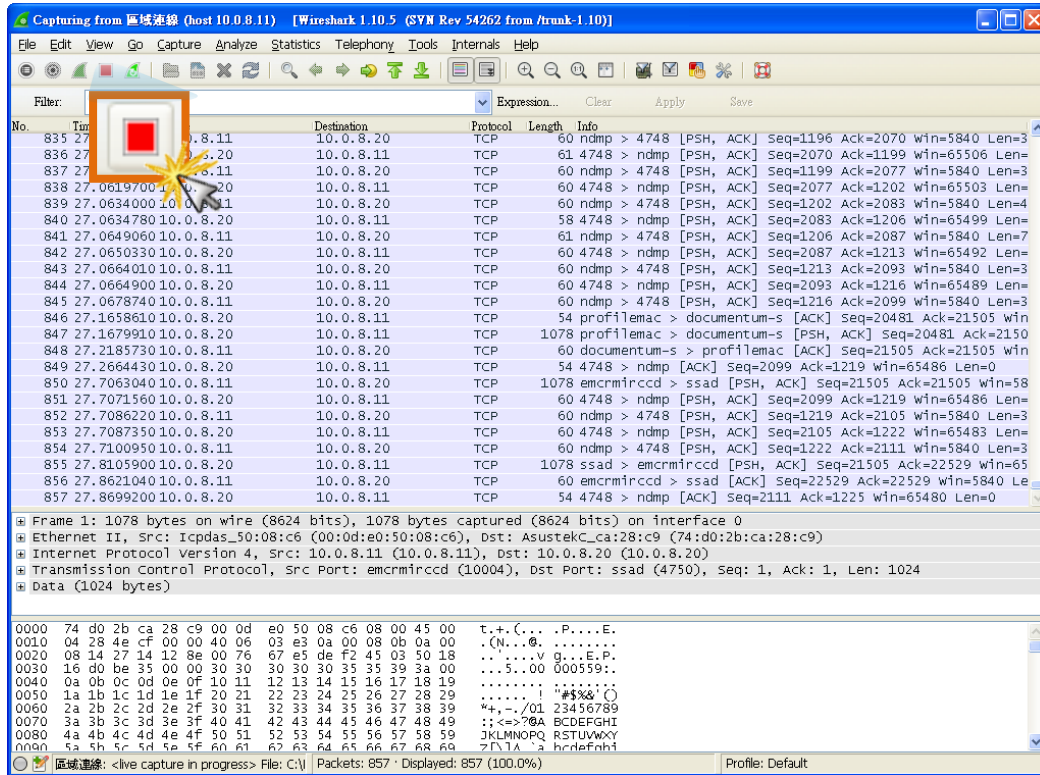 Capturing from 區域連線 (host 10.0.8.11) [Wireshark 1.10.5 (SVN Rev 54262 from /trunk-1.10)]
File Edit View Go Capture Analyze Statistics Telephony Tools Internals Help
Filter: Expression... Clear Apply Save
No. Destination Protocol Length Info
835 27 .8.11 10.0.8.20 TCP 60 ndmp > 4748 [PSH, ACK] Seq=1196 Ack=2070 Win=5840 Len=3
836 27 .20 10.0.8.11 TCP 61 4748 > ndmp [PSH, ACK] Seq=2070 Ack=1199 Win=65506 Len=
837 27 .8.11 10.0.8.20 TCP 60 ndmp > 4748 [PSH, ACK] Seq=1199 Ack=2077 Win=5840 Len=3
838 27.0619700 .20 10.0.8.11 TCP 60 4748 > ndmp [PSH, ACK] Seq=2077 Ack=1202 Win=65503 Len=
839 27.0634000 10.0. 11 10.0.8.20 TCP 60 ndmp > 4748 [PSH, ACK] Seq=1202 Ack=2083 Win=5840 Len=4
840 27.0634780 10.0.8.20 10.0.8.11 TCP 58 4748 > ndmp [PSH, ACK] Seq=2083 Ack=1206 Win=65499 Len=
841 27.0649060 10.0.8.11 10.0.8.20 TCP 61 ndmp > 4748 [PSH, ACK] Seq=1206 Ack=2087 Win=5840 Len=7
842 27.0650330 10.0.8.20 10.0.8.11 TCP 60 4748 > ndmp [PSH, ACK] Seq=2087 Ack=1213 Win=65492 Len=
843 27.0664010 10.0.8.11 10.0.8.20 TCP 60 ndmp > 4748 [PSH, ACK] Seq=1213 Ack=2093 Win=5840 Len=3
844 27.0664900 10.0.8.20 10.0.8.11 TCP 60 4748 > ndmp [PSH, ACK] Seq=2093 Ack=1216 Win=65489 Len=
845 27.0678740 10.0.8.11 10.0.8.20 TCP 60 ndmp > 4748 [PSH, ACK] Seq=1216 Ack=2099 Win=5840 Len=3
846 27.1658610 10.0.8.20 10.0.8.11 TCP 54 profilemac > documentum-s [ACK] Seq=20481 Ack=21505 Win
847 27.1679910 10.0.8.20 10.0.8.11 TCP 1078 profilemac > documentum-s [PSH, ACK] Seq=20481 Ack=2150
848 27.2185730 10.0.8.11 10.0.8.20 TCP 60 documentum-s > profilemac [ACK] Seq=21505 Ack=21505 Win
849 27.2664430 10.0.8.20 10.0.8.11 TCP 54 4748 > ndmp [ACK] Seq=2099 Ack=1219 Win=65486 Len=0
850 27.7063040 10.0.8.11 10.0.8.20 TCP 1078 emcrmirccd > ssad [PSH, ACK] Seq=21505 Ack=21505 Win=58
851 27.7071560 10.0.8.20 10.0.8.11 TCP 60 4748 > ndmp [PSH, ACK] Seq=2099 Ack=1219 Win=65486 Len=
852 27.7086220 10.0.8.11 10.0.8.20 TCP 60 ndmp > 4748 [PSH, ACK] Seq=1219 Ack=2105 Win=5840 Len=3
853 27.7087350 10.0.8.20 10.0.8.11 TCP 60 4748 > ndmp [PSH, ACK] Seq=2105 Ack=1222 Win=65483 Len=
854 27.7100950 10.0.8.11 10.0.8.20 TCP 60 ndmp > 4748 [PSH, ACK] Seq=1222 Ack=2111 Win=5840 Len=3
855 27.8105900 10.0.8.20 10.0.8.11 TCP 1078 ssad > emcrmirccd [PSH, ACK] Seq=21505 Ack=22529 Win=65
856 27.8621040 10.0.8.11 10.0.8.20 TCP 60 emcrmirccd > ssad [ACK] Seq=22529 Ack=22529 Win=5840 Le
857 27.8699200 10.0.8.20 10.0.8.11 TCP 54 4748 > ndmp [ACK] Seq=2111 Ack=1225 Win=65480 Len=0
Frame 1: 1078 bytes on wire (8624 bits), 1078 bytes captured (8624 bits) on interface 0
Ethernet II, Src: Icpdas_50:08:c6 (00:0d:e0:50:08:c6), Dst: AsustekC_ca:28:c9 (74:d0:2b:ca:28:c9)
Internet Protocol Version 4, Src: 10.0.8.11 (10.0.8.11), Dst: 10.0.8.20 (10.0.8.20)
Transmission Control Protocol, Src Port: emcrmirccd (10004), Dst Port: ssad (4750), Seq: 1, Ack: 1, Len: 1024
Data (1024 bytes)
0000 74 d0 2b ca 28 c9 00 0d e0 50 08 c6 08 00 45 00 t.+.(... .P....E.
0010 04 28 4e cf 00 00 40 06 03 e3 0a 00 08 0b 0a 00 .(N...@. ........
0020 08 14 27 14 12 8e 00 76 67 e5 de f2 45 03 50 18 ..'....v g...E.P.
0030 16 d0 be 35 00 00 30 30 30 30 30 35 35 39 3a 00 ...5..00 000559:.
0040 0a 0b 0c 0d 0e 0f 10 11 12 13 14 15 16 17 18 19 ........ ........
0050 1a 1b 1c 1d 1e 1f 20 21 22 23 24 25 26 27 28 29 ...... ! "#$%&'()
0060 2a 2b 2c 2d 2e 2f 30 31 32 33 34 35 36 37 38 39 *+,-./01 23456789
0070 3a 3b 3c 3d 3e 3f 40 41 42 43 44 45 46 47 48 49 :;<=>?@A BCDEFGHI
0080 4a 4b 4c 4d 4e 4f 50 51 52 53 54 55 56 57 58 59 JKLMNOPQ RSTUVWXY
0090 5a 5b 5c 5d 5e 5f 60 61 62 63 64 65 66 67 68 69 Z[\]^_`a bcdefghi
區域連線: <live capture in progress> File: C:\ Packets: 857 · Displayed: 857 (100.0%) Profile: Default